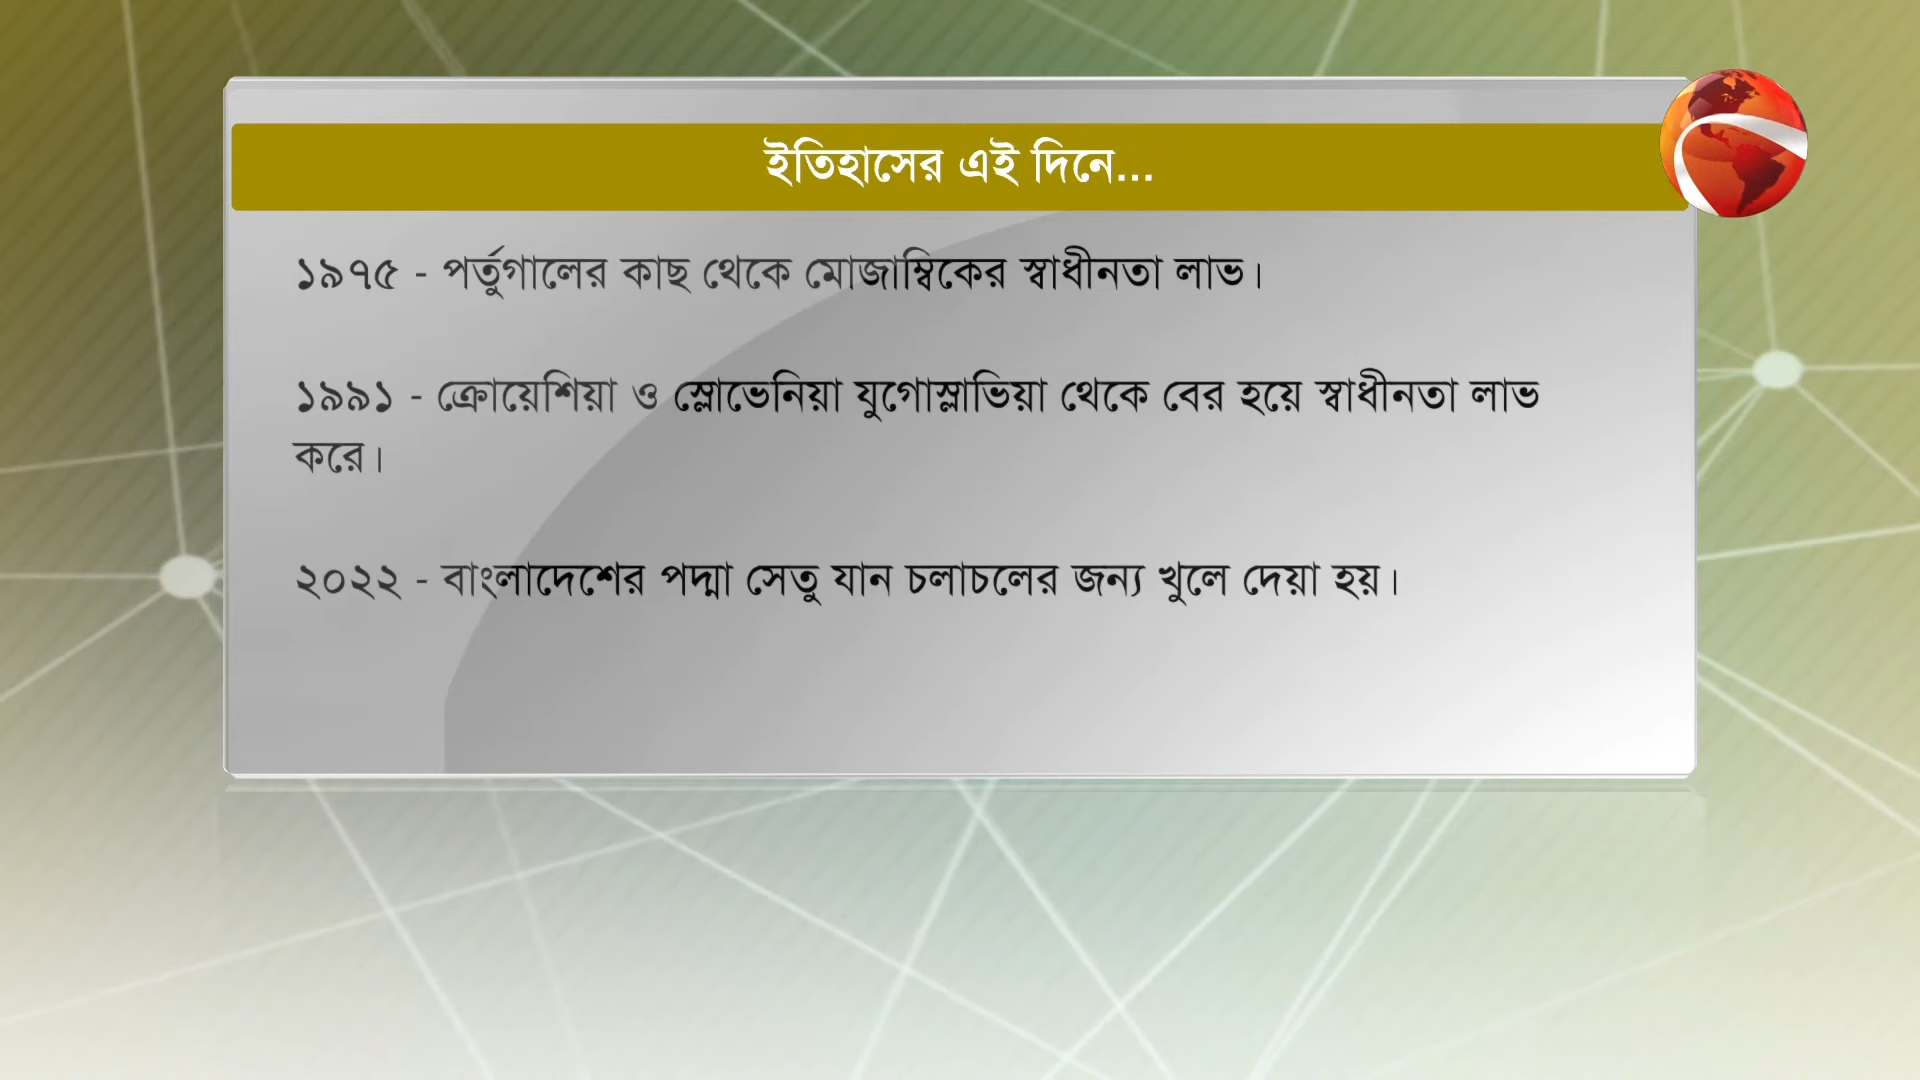 ইতিহাসের এই দিনে...
১৯৭৫ - পর্তুগালের কাছ থেকে মোজাম্বিকের স্বাধীনতা লাভ।
১৯৯১ - ক্রোয়েশিয়া ও স্লোভেনিয়া যুগোস্লাভিয়া থেকে বের হয়ে স্বাধীনতা লাভ
করে।
২০২২ - বাংলাদেশের পদ্মা সেতু যান চলাচলের জন্য খুলে দেয়া হয়।